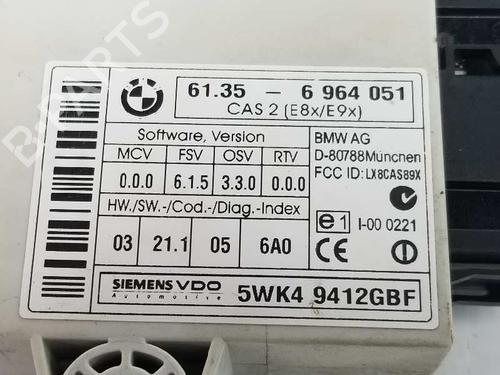 B-PARTS
BMW
61.35 - 6 964 051
CAS 2 (E8x/E9x)
Software, Version
MCV FSV OSV RTV
0.0.0 6.1.5 3.3.0 0.0.0
HW./SW.-/Cod.-/Diag.-Index
03 21.1 05 6A0
BMW AG
D-80788München
FCC ID: LX8CAS89X
e1 I-00 0221
CE
SIEMENS VDO
Automotive
5WK4 9412GBF